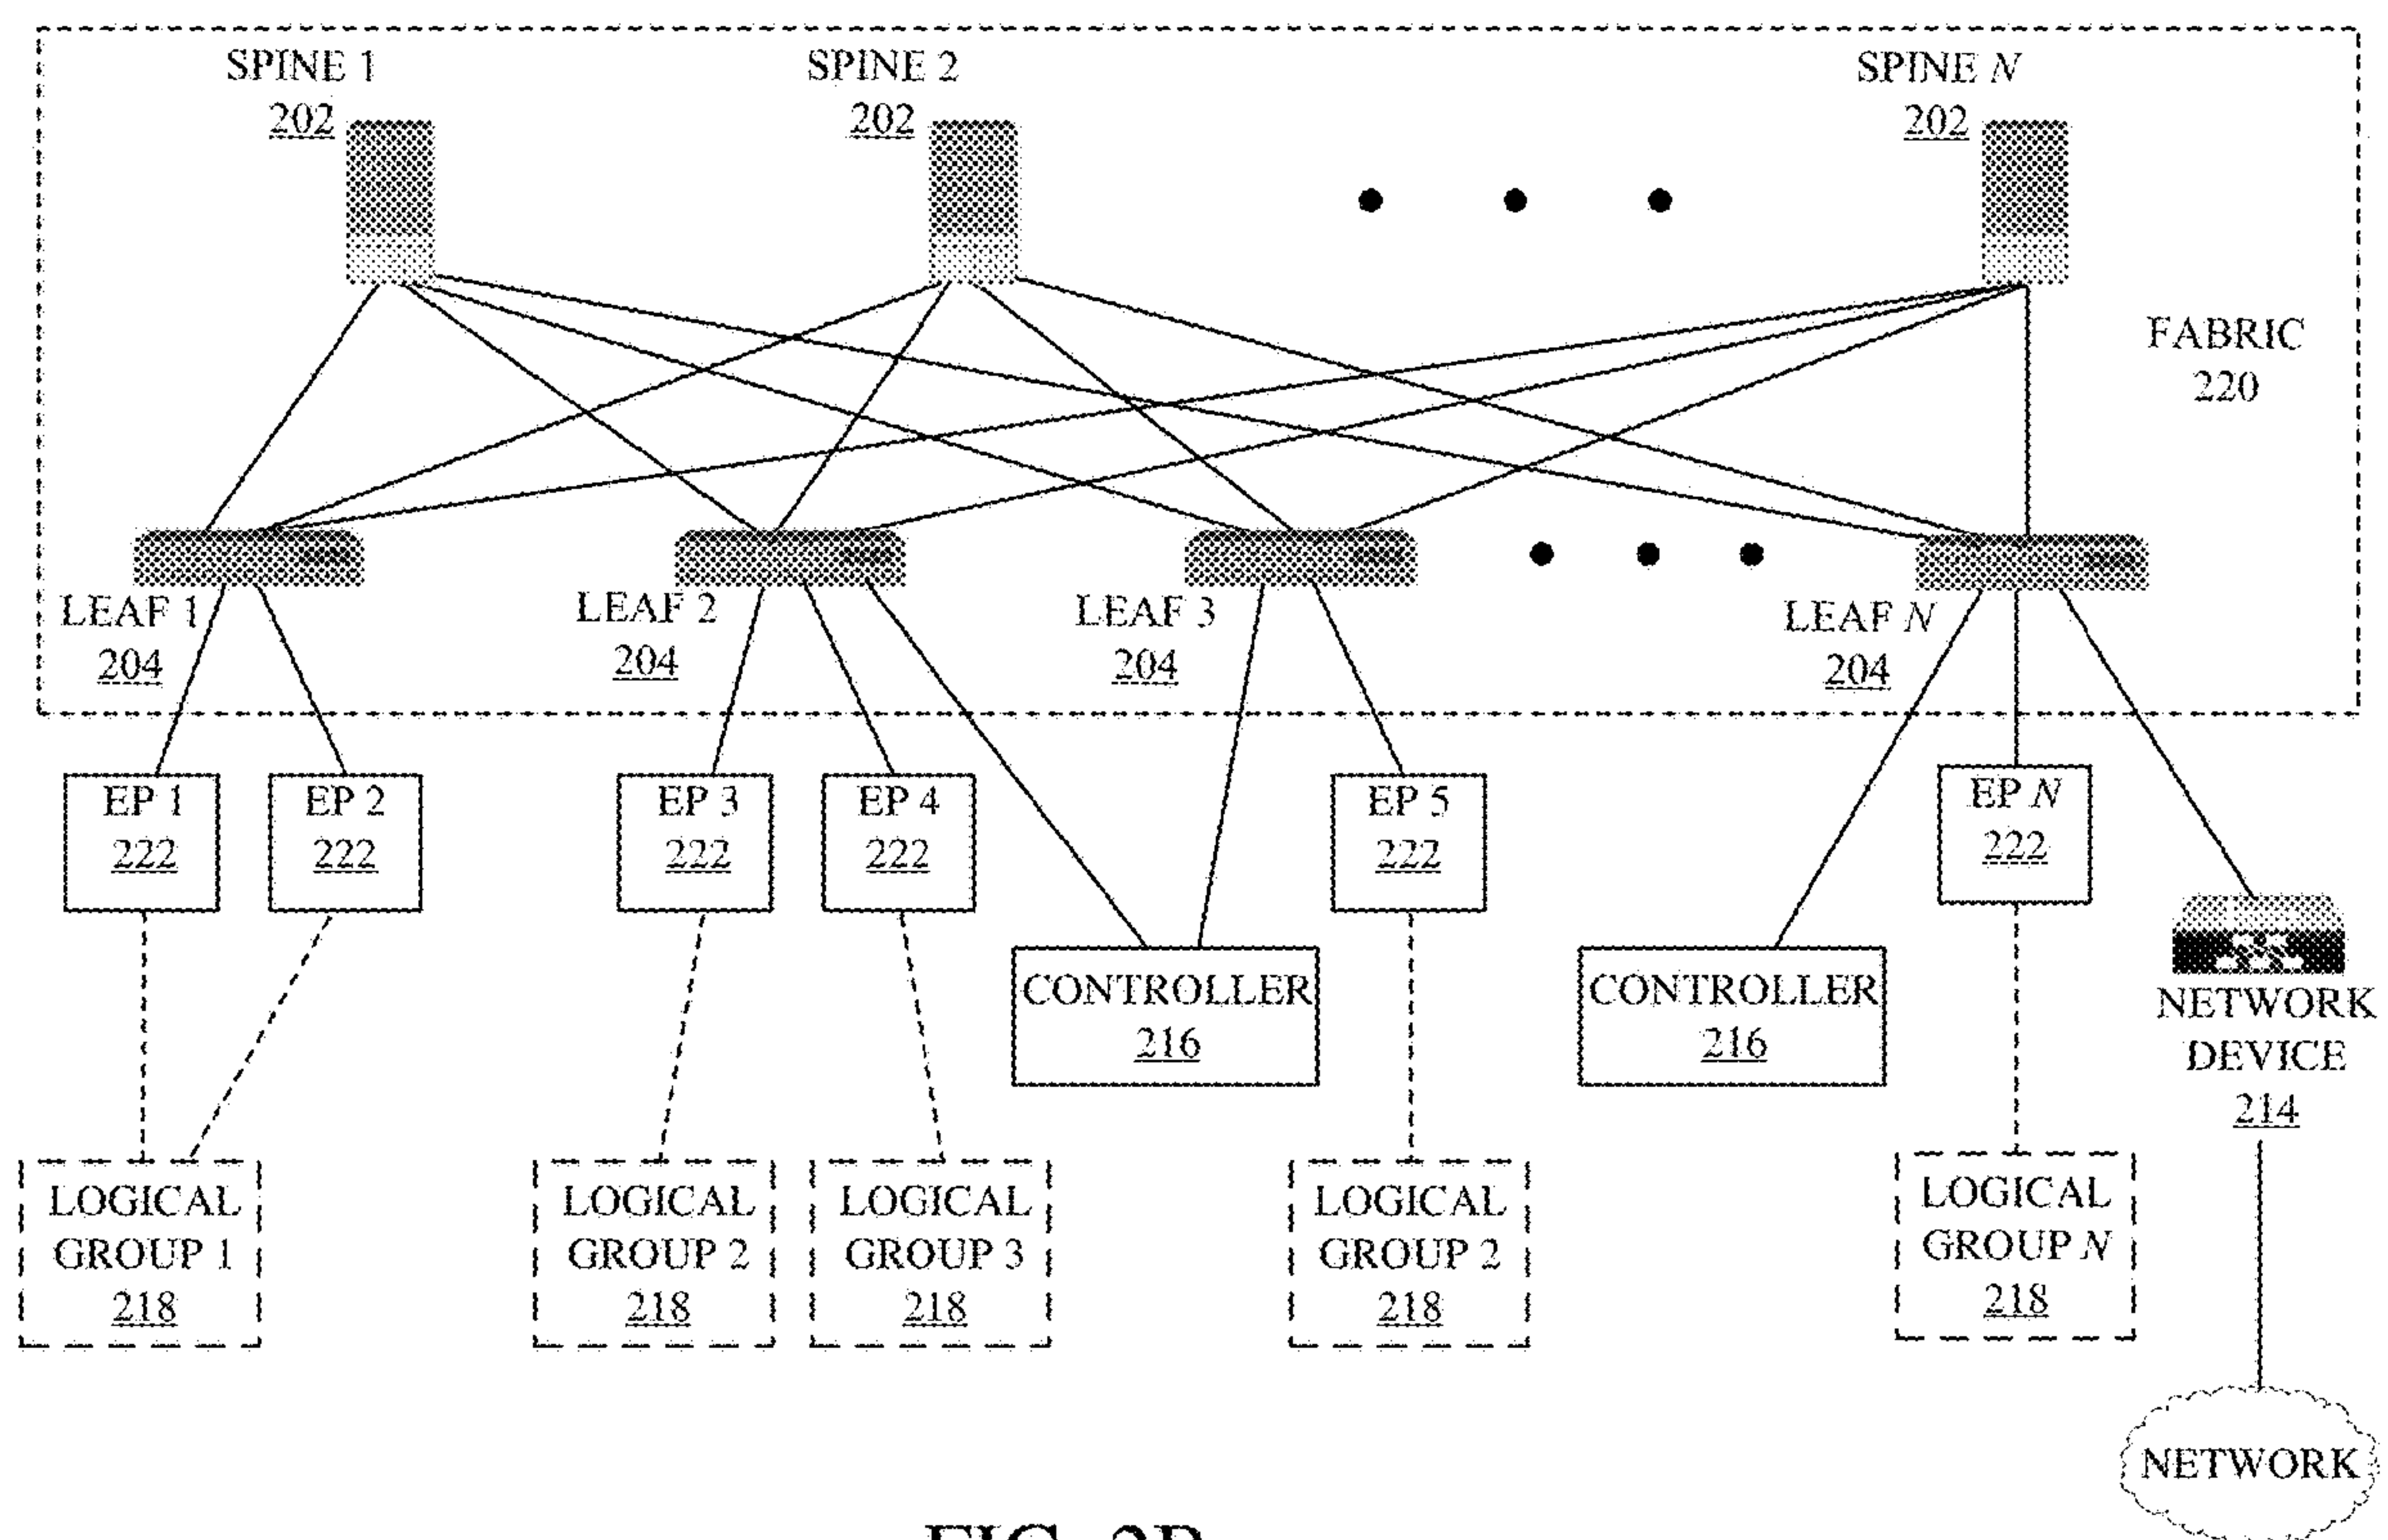 SPINE 1
202
SPINE 2
202
SPINE N
202
FABRIC
220
LEAF 1
204
LEAF 2
204
LEAF 3
204
LEAF N
204
EP 1
222
EP 2
222
EP 3
222
EP 4
222
EP 5
222
EP N
222
CONTROLLER
216
CONTROLLER
216
NETWORK
DEVICE
214
LOGICAL
GROUP 1
218
LOGICAL
GROUP 2
218
LOGICAL
GROUP 3
218
LOGICAL
GROUP 2
218
LOGICAL
GROUP N
218
NETWORK